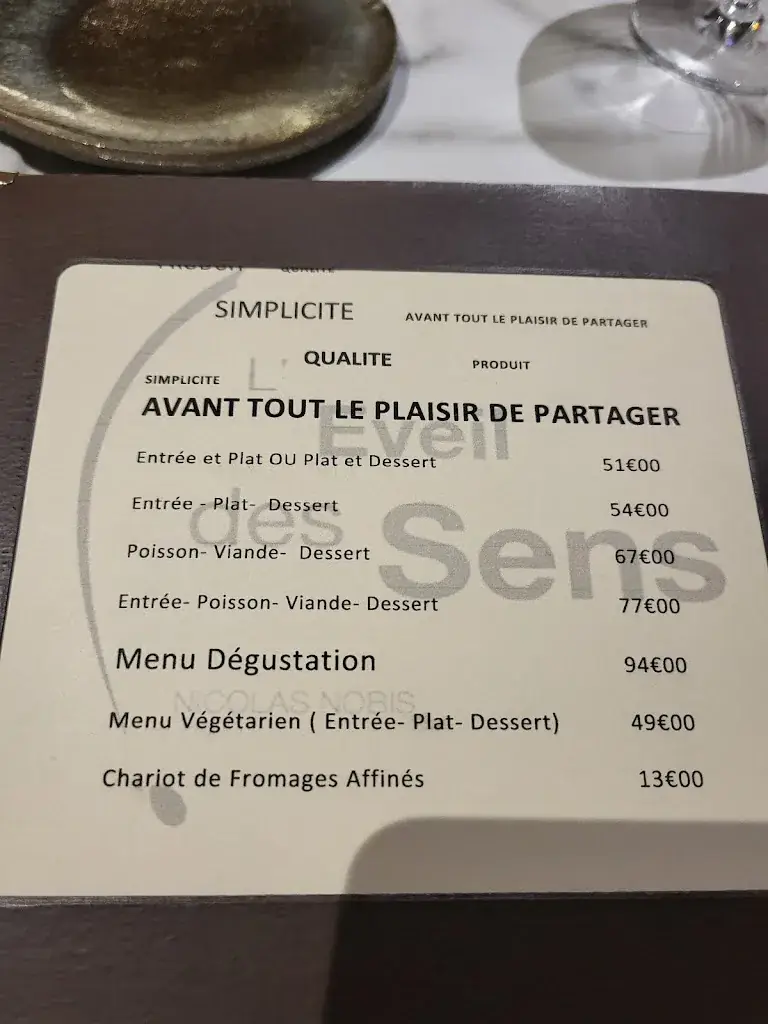 PRODUIT QUALITE
SIMPLICITE AVANT TOUT LE PLAISIR DE PARTAGER
QUALITE PRODUIT
SIMPLICITE
AVANT TOUT LE PLAISIR DE PARTAGER
L'Eveil
des Sens
NICOLAS NOBIS
Entrée et Plat OU Plat et Dessert 51€00
Entrée - Plat- Dessert 54€00
Poisson- Viande- Dessert 67€00
Entrée- Poisson- Viande- Dessert 77€00
Menu Dégustation 94€00
Menu Végétarien ( Entrée- Plat- Dessert) 49€00
Chariot de Fromages Affinés 13€00